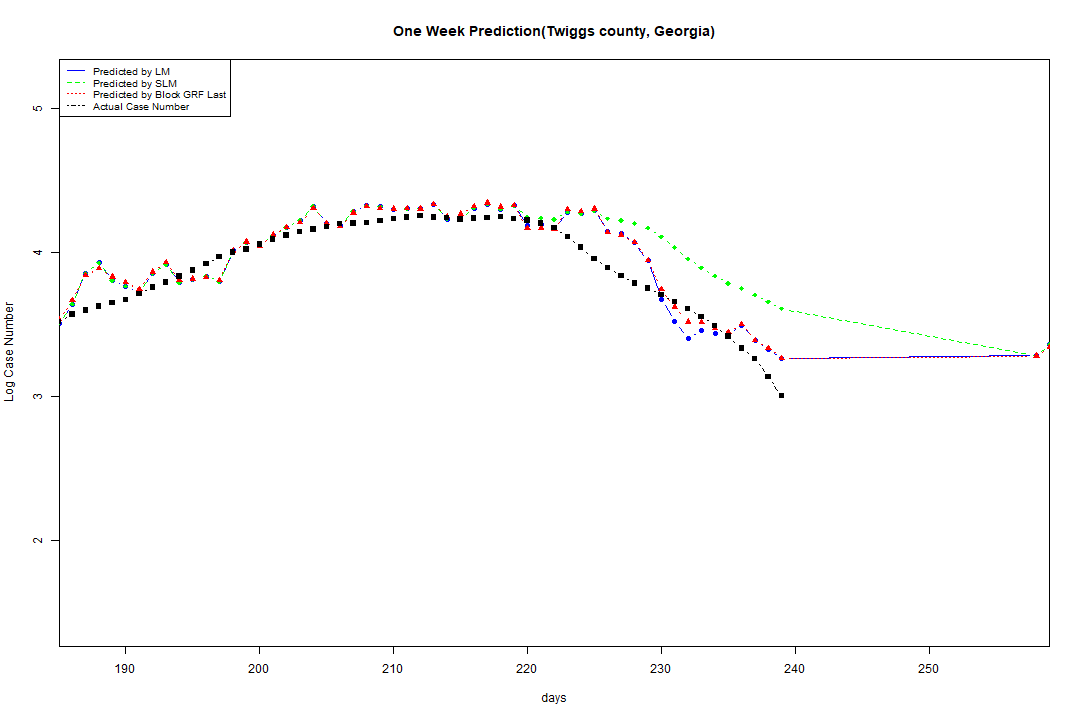 One Week Prediction(Twiggs county, Georgia)
Predicted by LM
Predicted by SLM
Predicted by Block GRF Last
Actual Case Number
5
4
3
2
Log Case Number
190 200 210 220 230 240 250
days